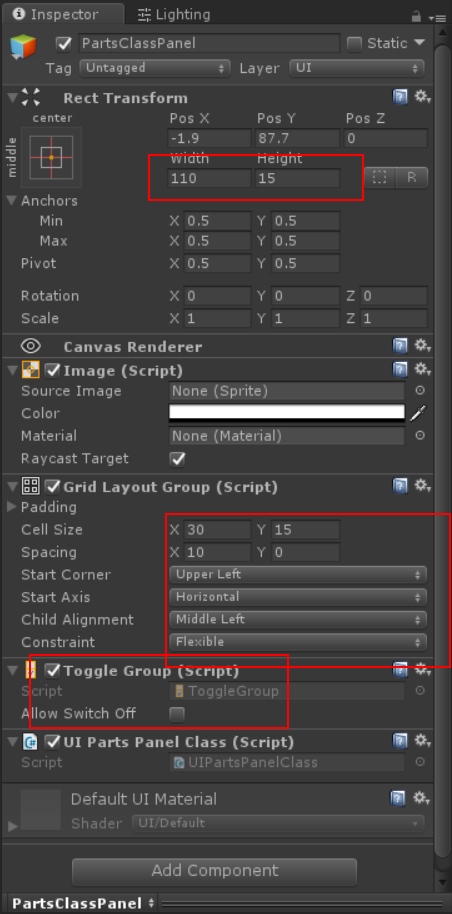 Inspector Lighting
PartsClassPanel Static
Tag Untagged Layer UI
Rect Transform
center Pos X Pos Y Pos Z
middle -1.9 87.7 0
Width Height
110 15 R
Anchors
Min X 0.5 Y 0.5
Max X 0.5 Y 0.5
Pivot X 0.5 Y 0.5
Rotation X 0 Y 0 Z 0
Scale X 1 Y 1 Z 1
Canvas Renderer
Image (Script)
Source Image None (Sprite)
Color
Material None (Material)
Raycast Target
Grid Layout Group (Script)
Padding
Cell Size X 30 Y 15
Spacing X 10 Y 0
Start Corner Upper Left
Start Axis Horizontal
Child Alignment Middle Left
Constraint Flexible
Toggle Group (Script)
Script ToggleGroup
Allow Switch Off
UI Parts Panel Class (Script)
Script UIPartsPanelClass
Default UI Material
Shader UI/Default
Add Component
PartsClassPanel